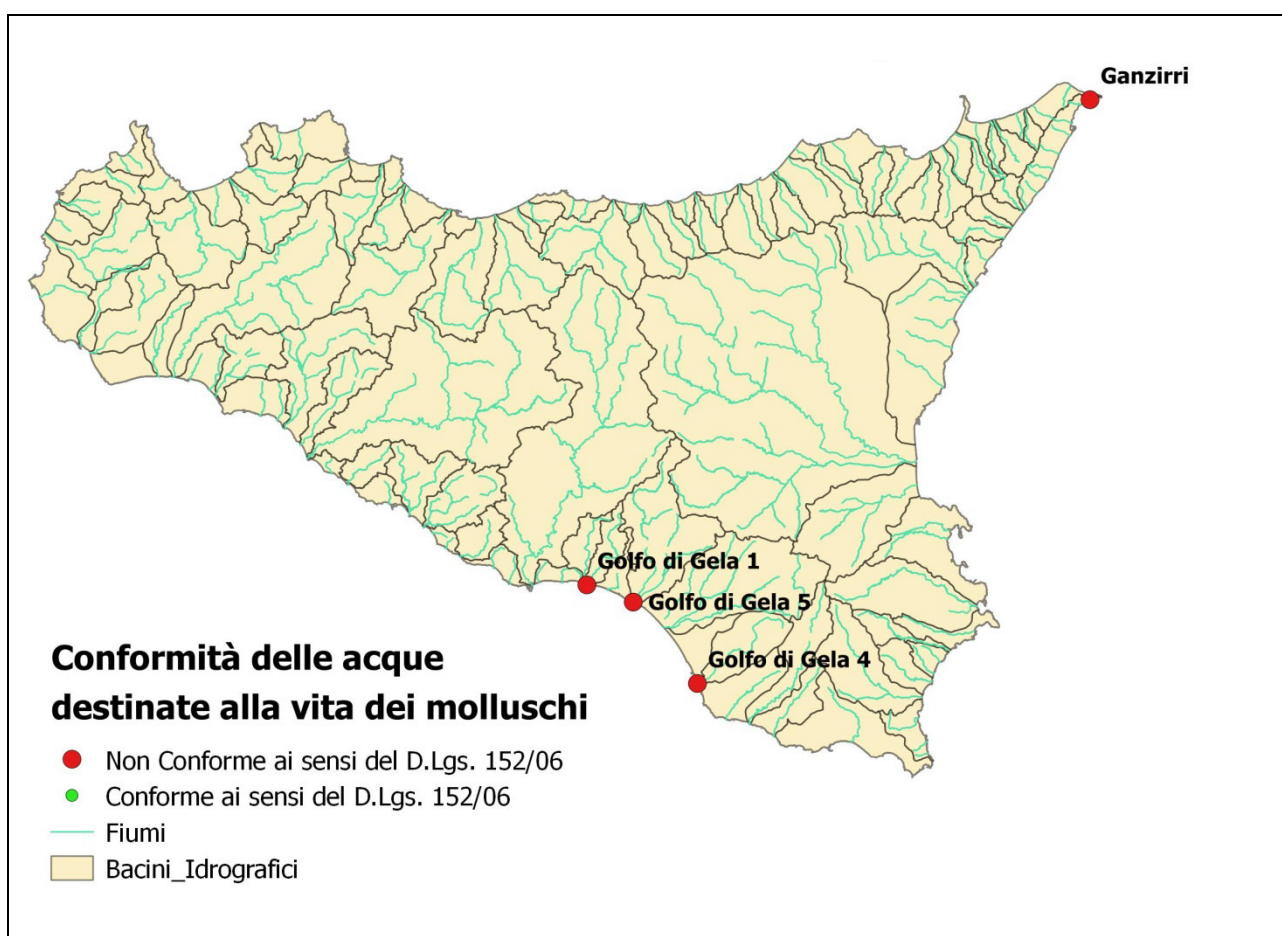 Ganzirri
Golfo di Gela 1
Golfo di Gela 5
Golfo di Gela 4
Conformità delle acque
destinate alla vita dei molluschi
Non Conforme ai sensi del D.Lgs. 152/06
Conforme ai sensi del D.Lgs. 152/06
Fiumi
Bacini_Idrografici